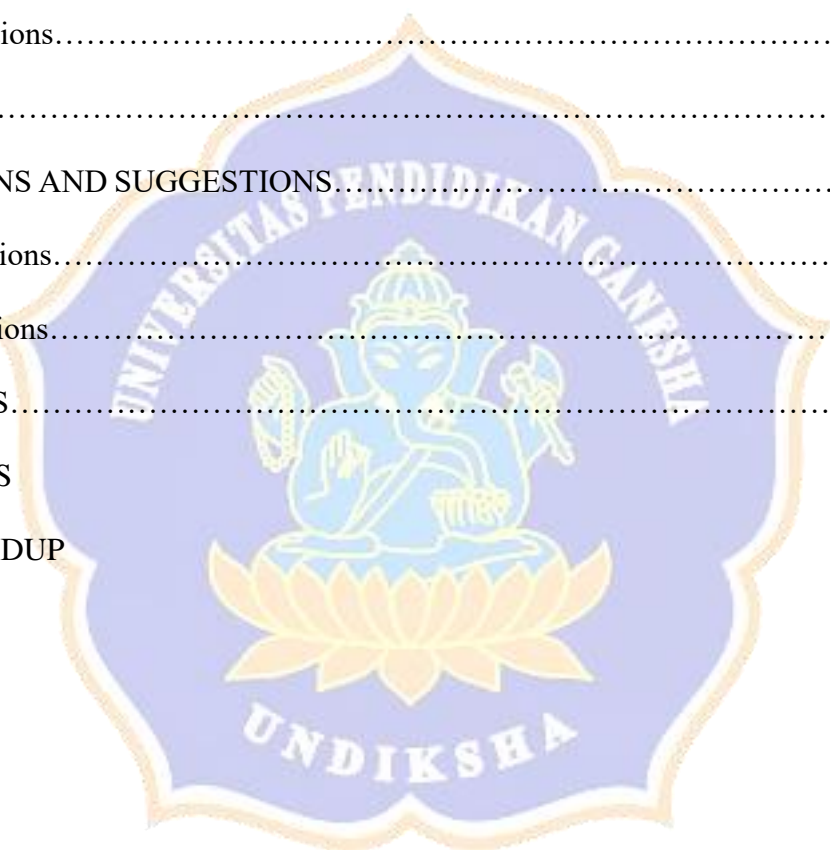 ions……………………………………………………………………
……………………………………………………………………
NS AND SUGGESTIONS……………………………………………
ions……………………………………………………………………
ions……………………………………………………………………
S……………………………………………………………………
S
DUP
UNIVERSITAS PENDIDIKAN GANESHA
UNDIKSHA